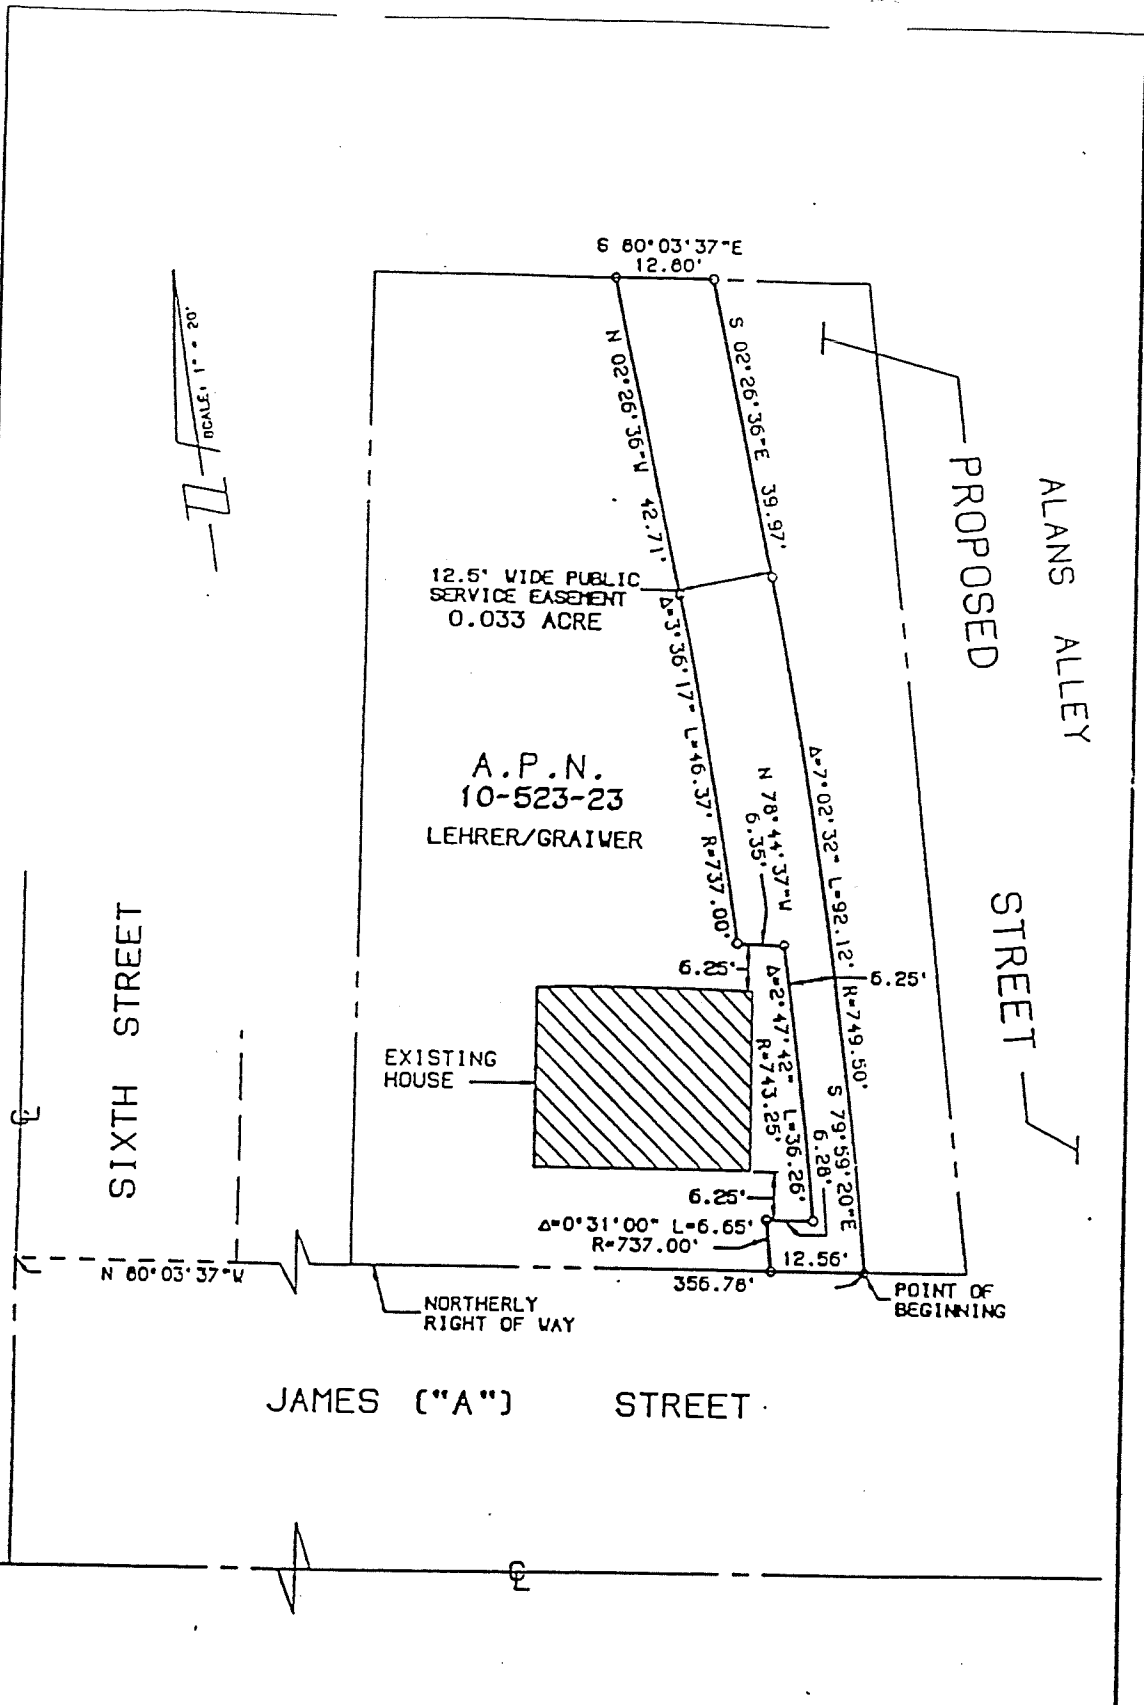 S 80°03'37"E
12.80'
SCALE: 1" = 20'
N 02°26'36"W 42.71'
S 02°26'36"E 39.97'
PROPOSED
ALANS ALLEY
12.5' WIDE PUBLIC
SERVICE EASEMENT
0.033 ACRE
Δ=3°36'17" L=46.37' R=737.00'
Δ=7°02'32" L=92.12' R=749.50'
N 78°44'37"W
6.35'
A.P.N.
10-523-23
LEHRER/GRAIWER
STREET
6.25'
6.25'
Δ=2°47'42" L=36.26'
R=743.25'
SIXTH STREET
EXISTING
HOUSE
S 79°59'20"E
6.28'
6.25'
Δ=0°31'00" L=6.65'
R=737.00'
12.56'
N 80°03'37"W
356.78'
POINT OF
BEGINNING
NORTHERLY
RIGHT OF WAY
JAMES ("A") STREET